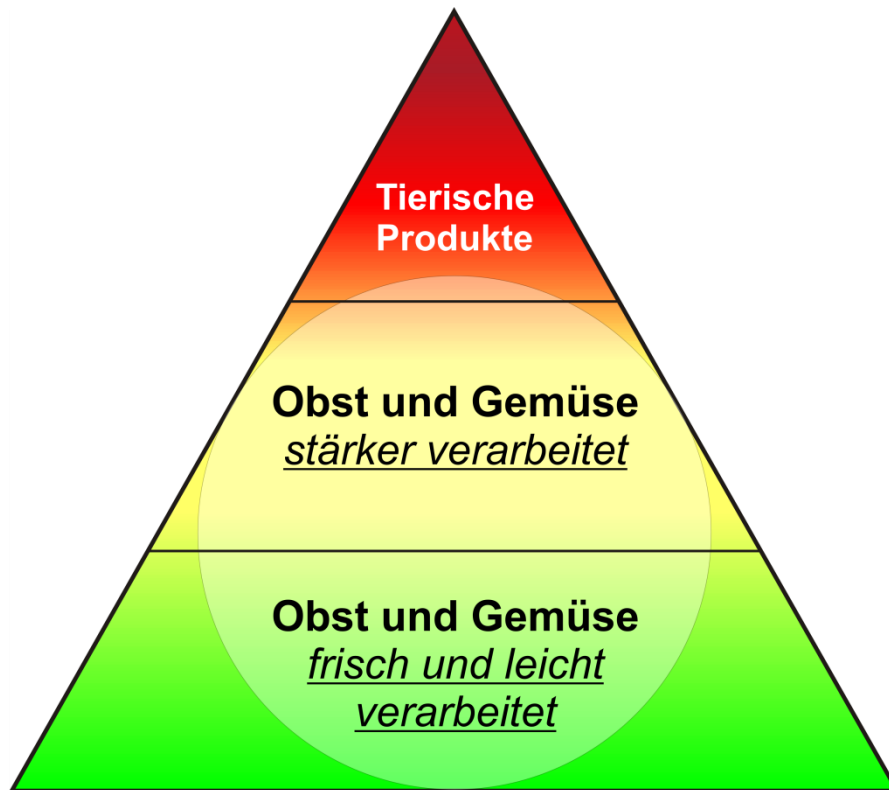 Tierische
Produkte
Obst und Gemüse
stärker verarbeitet
Obst und Gemüse
frisch und leicht
verarbeitet